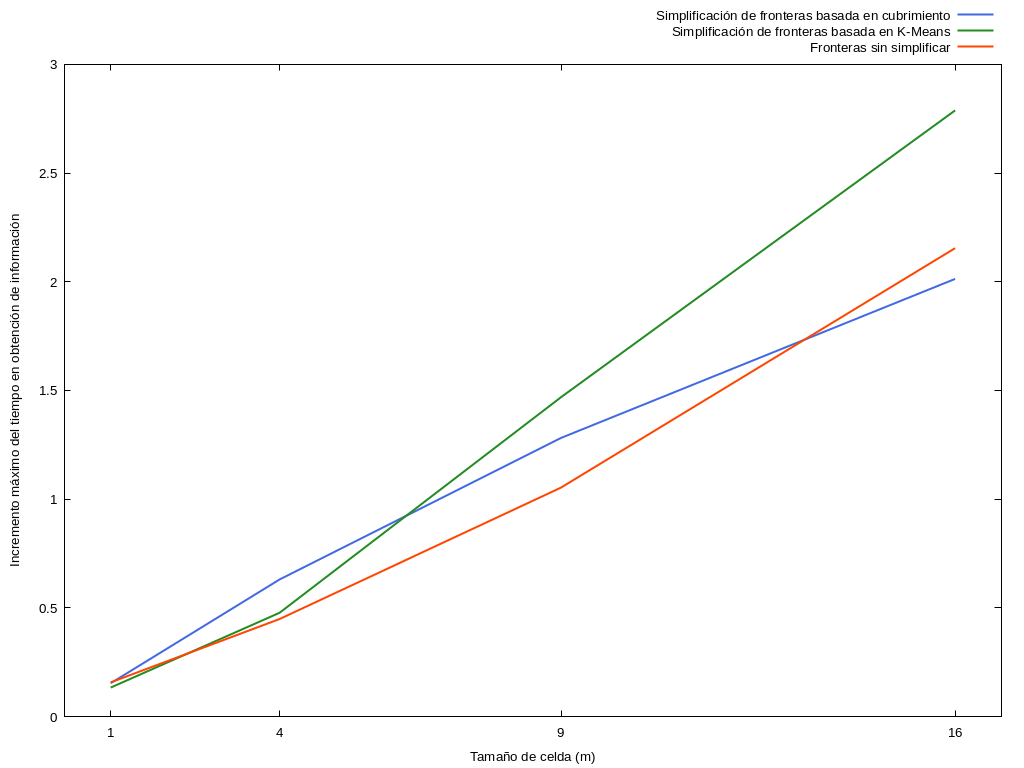 Simplificación de fronteras basada en cubrimiento
Simplificación de fronteras basada en K-Means
Fronteras sin simplificar
3
2.5
2
1.5
1
0.5
0
Incremento máximo del tiempo en obtención de información
1 4 9 16
Tamaño de celda (m)